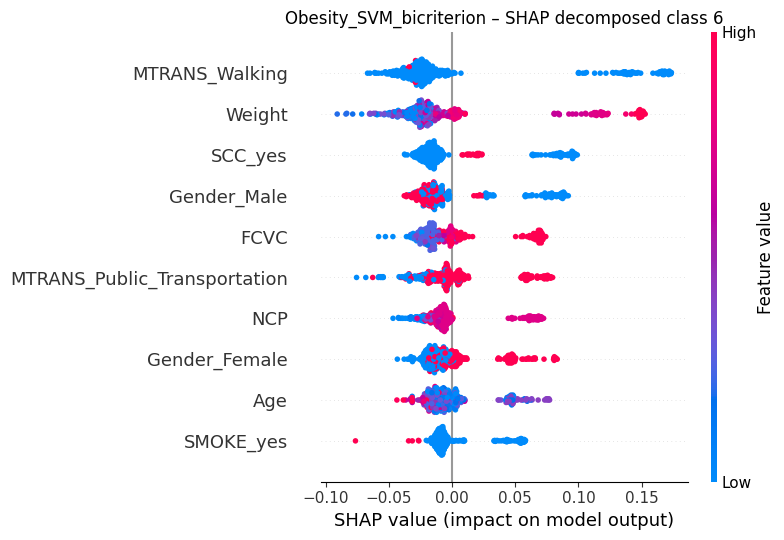 Obesity_SVM_bicriterion – SHAP decomposed class 6
High
MTRANS_Walking
Weight
SCC_yes
Gender_Male
FCVC
MTRANS_Public_Transportation
NCP
Gender_Female
Age
SMOKE_yes
Feature value
Low
−0.10 −0.05 0.00 0.05 0.10 0.15
SHAP value (impact on model output)